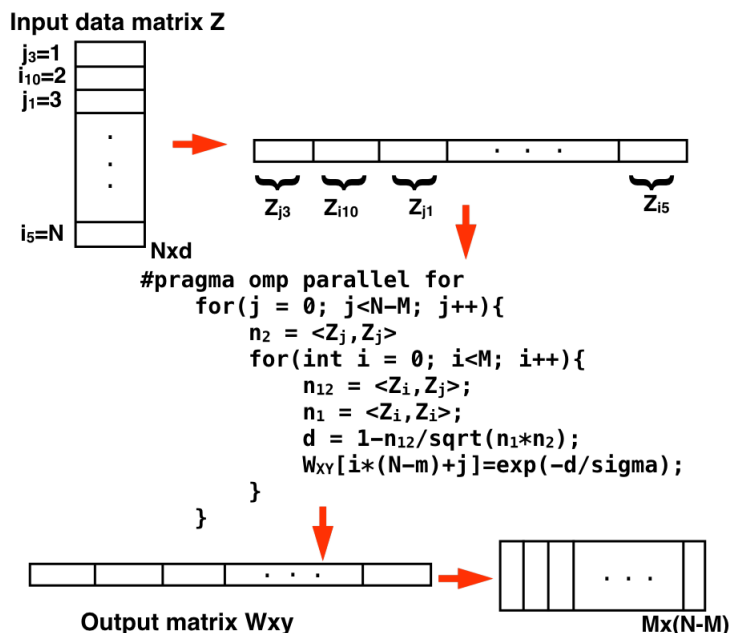 Input data matrix Z
j₃=1
i₁₀=2
j₁=3
.
.
.
i₅=N
Nxd
. . .
Zⱼ₃ Zᵢ₁₀ Zⱼ₁ Zᵢ₅
#pragma omp parallel for
for(j = 0; j<N-M; j++){
n₂ = <Zⱼ,Zⱼ>
for(int i = 0; i<M; i++){
n₁₂ = <Zᵢ,Zⱼ>;
n₁ = <Zᵢ,Zᵢ>;
d = 1-n₁₂/sqrt(n₁*n₂);
W_XY[i*(N-m)+j]=exp(-d/sigma);
}
}
. . .
. . .
Output matrix Wxy
Mx(N-M)